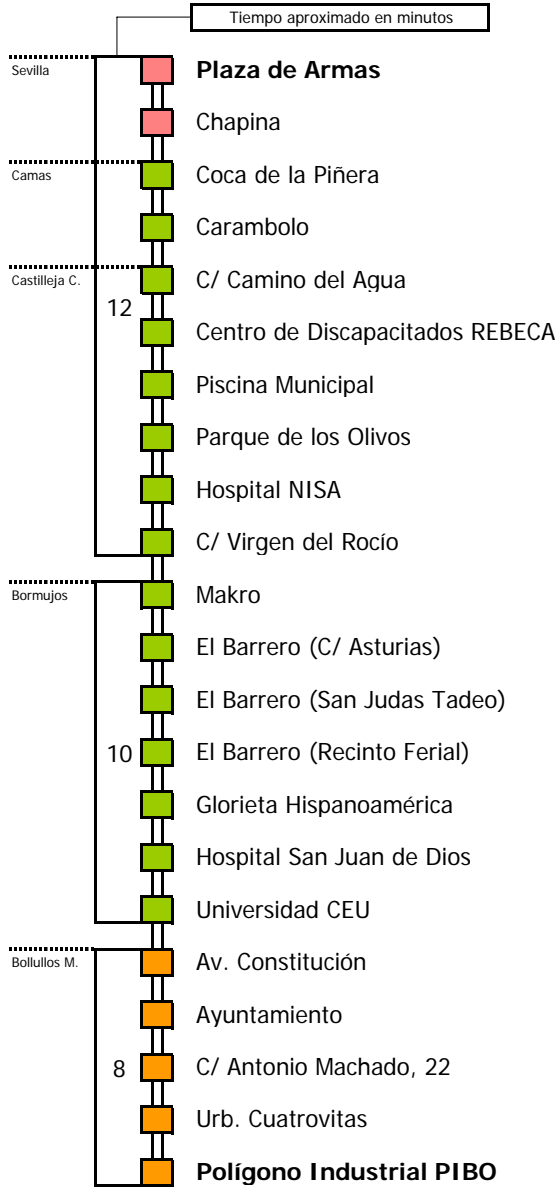 Tiempo aproximado en minutos
Sevilla
Plaza de Armas
Chapina
Camas
Coca de la Piñera
Carambolo
Castilleja C.
C/ Camino del Agua
12
Centro de Discapacitados REBECA
Piscina Municipal
Parque de los Olivos
Hospital NISA
C/ Virgen del Rocío
Bormujos
Makro
El Barrero (C/ Asturias)
El Barrero (San Judas Tadeo)
10
El Barrero (Recinto Ferial)
Glorieta Hispanoamérica
Hospital San Juan de Dios
Universidad CEU
Bollullos M.
Av. Constitución
Ayuntamiento
8
C/ Antonio Machado, 22
Urb. Cuatrovitas
Polígono Industrial PIBO